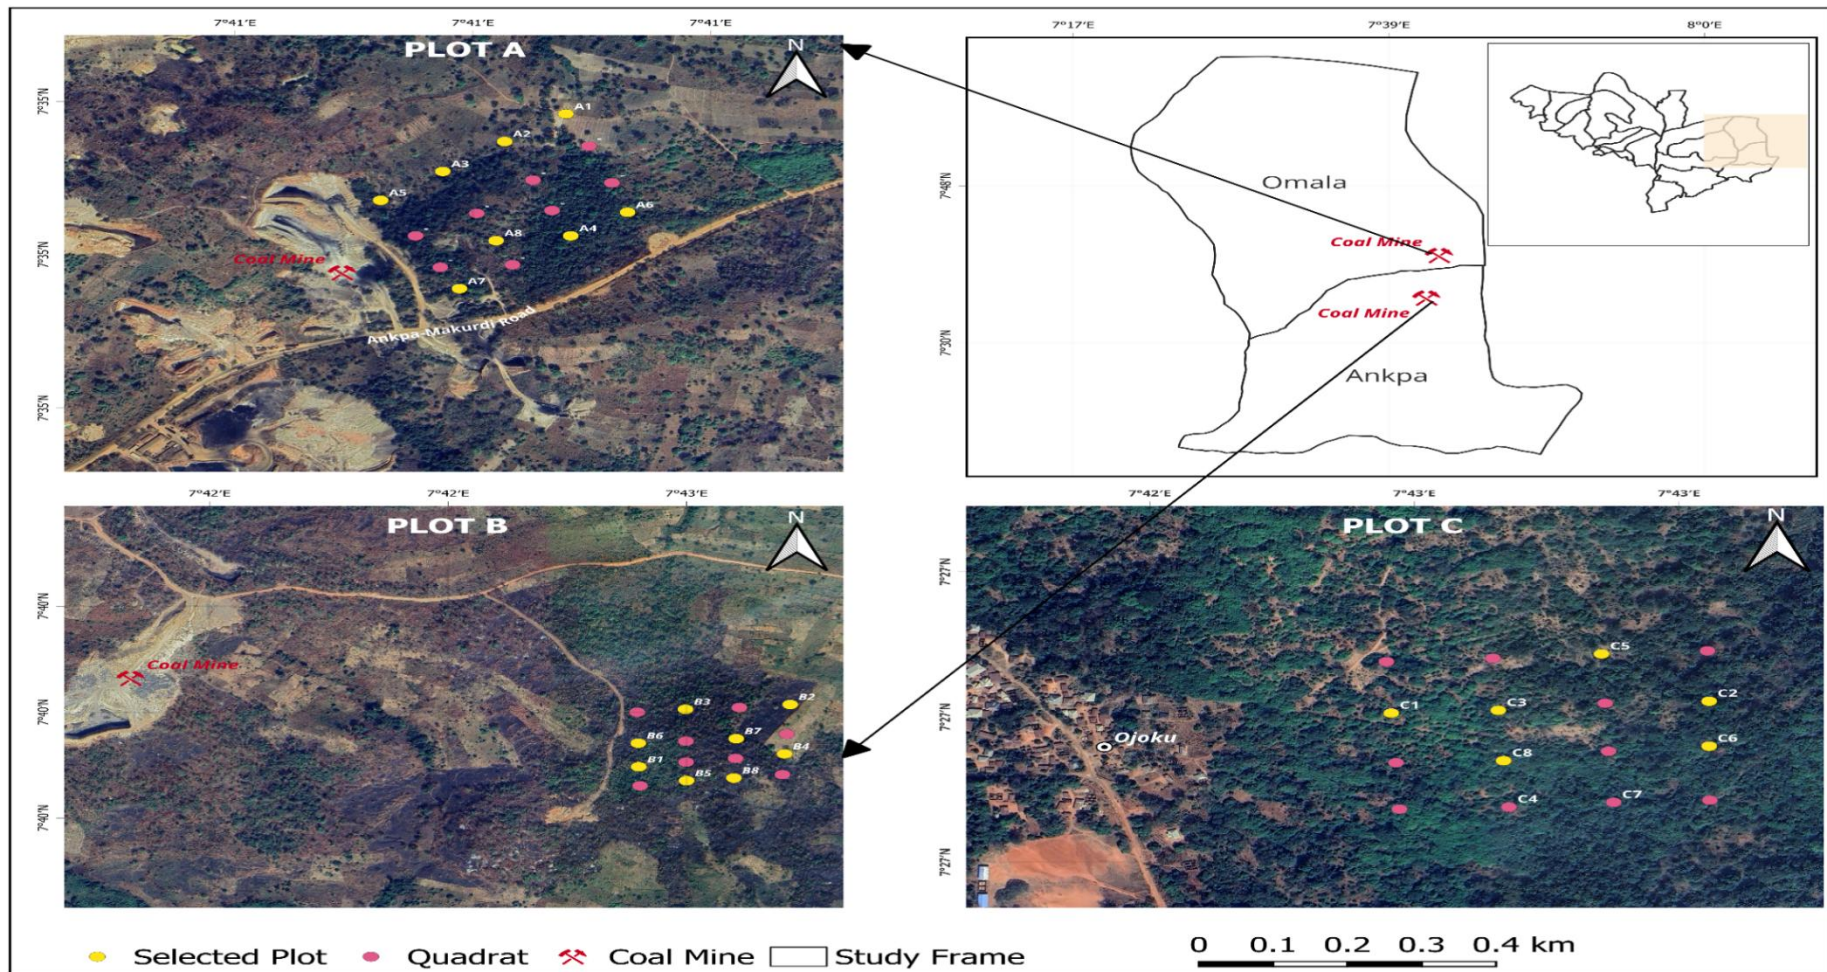 7°41'E 7°41'E 7°41'E
PLOT A
N
7°35'N
7°35'N
7°35'N
A1
A2
A3
A5
A6
A4
A8
A7
Coal Mine
Ankpa-Makurdi Road
7°17'E 7°39'E 8°0'E
7°48'N
7°30'N
Omala
Coal Mine
Coal Mine
Ankpa
7°42'E 7°42'E 7°43'E
PLOT B
N
7°40'N
7°40'N
7°40'N
Coal Mine
B3
B2
B6
B7
B4
B1
B5
B8
7°42'E 7°43'E 7°43'E
PLOT C
N
7°27'N
7°27'N
7°27'N
C5
C2
C1
C3
Ojoku
C6
C8
C4
C7
Selected Plot Quadrat Coal Mine Study Frame
0 0.1 0.2 0.3 0.4 km